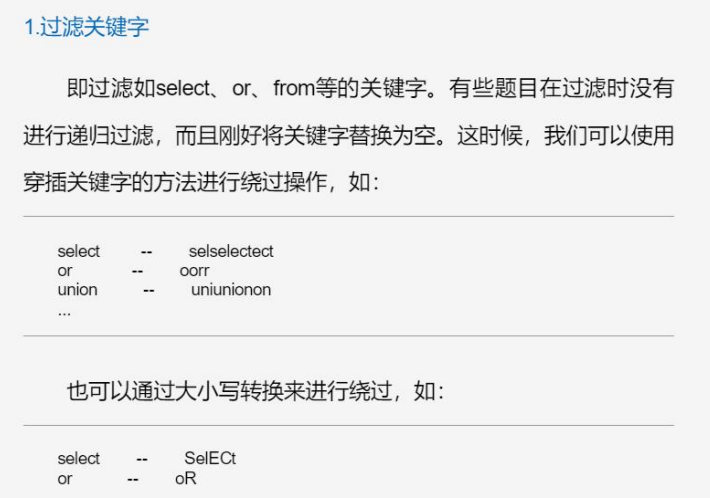 1.过滤关键字
即过滤如select、or、from等的关键字。有些题目在过滤时没有
进行递归过滤，而且刚好将关键字替换为空。这时候，我们可以使用
穿插关键字的方法进行绕过操作，如：
select -- selselectect
or -- oorr
union -- uniunionon
...
也可以通过大小写转换来进行绕过，如：
select -- SelECt
or -- oR